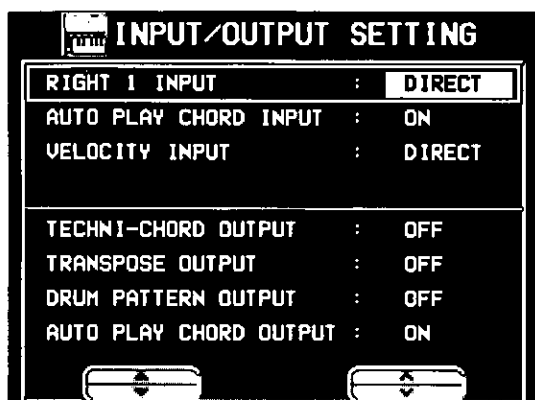 INPUT/OUTPUT SETTING
RIGHT 1 INPUT : DIRECT
AUTO PLAY CHORD INPUT : ON
VELOCITY INPUT : DIRECT
TECHNI-CHORD OUTPUT : OFF
TRANSPOSE OUTPUT : OFF
DRUM PATTERN OUTPUT : OFF
AUTO PLAY CHORD OUTPUT : ON